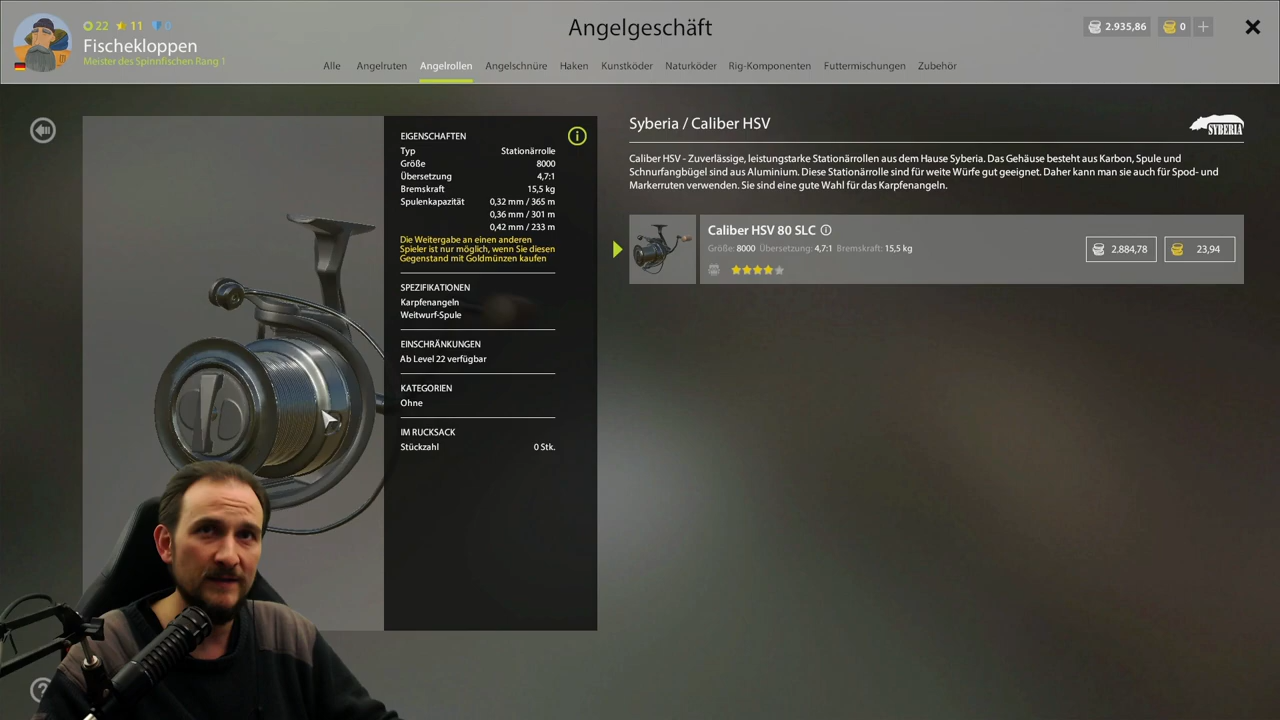 22 11 0
Fischekloppen
Meister des Spinnfischen Rang 1
Angelgeschäft
2.935,86 0
Alle Angelruten Angelrollen Angelschnüre Haken Kunstköder Naturköder Rig-Komponenten Futtermischungen Zubehör
EIGENSCHAFTEN
Typ Stationärrolle
Größe 8000
Übersetzung 4,7:1
Bremskraft 15,5 kg
Spulenkapazität 0,32 mm / 365 m
0,36 mm / 301 m
0,42 mm / 233 m
Die Weitergabe an einen anderen
Spieler ist nur möglich, wenn Sie diesen
Gegenstand mit Goldmünzen kaufen
SPEZIFIKATIONEN
Karpfenangeln
Weitwurf-Spule
EINSCHRÄNKUNGEN
Ab Level 22 verfügbar
KATEGORIEN
Ohne
IM RUCKSACK
Stückzahl 0 Stk.
Syberia / Caliber HSV
SYBERIA
Caliber HSV - Zuverlässige, leistungstarke Stationärrollen aus dem Hause Syberia. Das Gehäuse besteht aus Karbon, Spule und
Schnurfangbügel sind aus Aluminium. Diese Stationärrolle sind für weite Würfe gut geeignet. Daher kann man sie auch für Spod- und
Markerruten verwenden. Sie sind eine gute Wahl für das Karpfenangeln.
Caliber HSV 80 SLC
Größe: 8000 Übersetzung: 4,7:1 Bremskraft: 15,5 kg
2.884,78 23,94